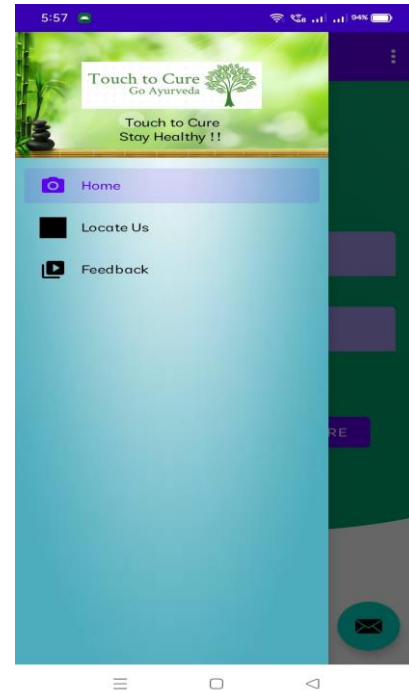 5:57
94%
Touch to Cure
Go Ayurveda
Touch to Cure
Stay Healthy !!
Home
Locate Us
Feedback
RE